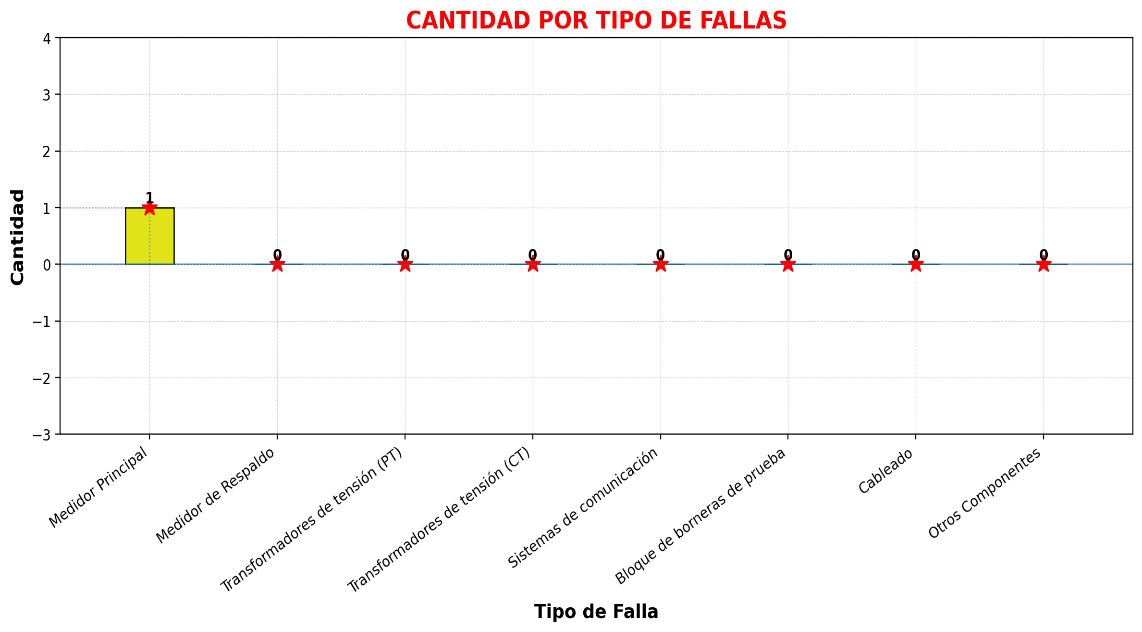 CANTIDAD POR TIPO DE FALLAS
4
3
2
1
0
−1
−2
−3
Cantidad
1
0
0
0
0
0
0
0
Medidor Principal
Medidor de Respaldo
Transformadores de tensión (PT)
Transformadores de tensión (CT)
Sistemas de comunicación
Bloque de borneras de prueba
Cableado
Otros Componentes
Tipo de Falla